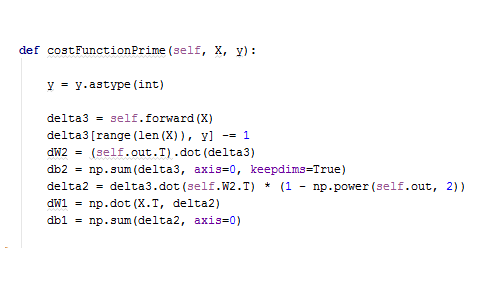 def costFunctionPrime(self, X, y):
y = y.astype(int)
delta3 = self.forward(X)
delta3[range(len(X)), y] -= 1
dW2 = (self.out.T).dot(delta3)
db2 = np.sum(delta3, axis=0, keepdims=True)
delta2 = delta3.dot(self.W2.T) * (1 - np.power(self.out, 2))
dW1 = np.dot(X.T, delta2)
db1 = np.sum(delta2, axis=0)